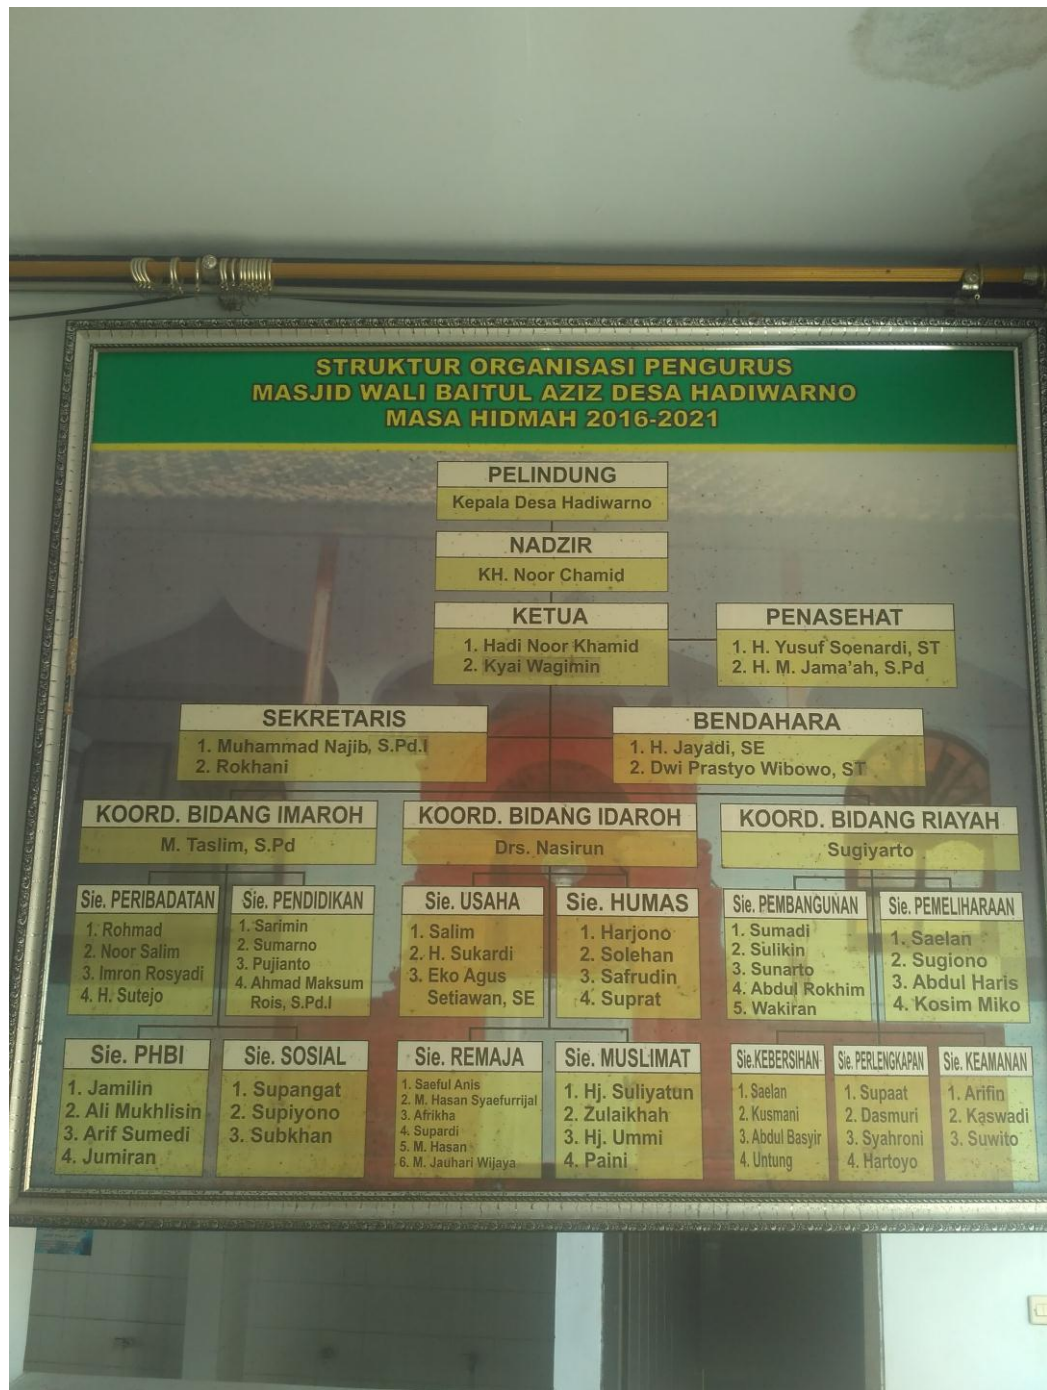 STRUKTUR ORGANISASI PENGURUS
MASJID WALI BAITUL AZIZ DESA HADIWARNO
MASA HIDMAH 2016-2021
PELINDUNG
Kepala Desa Hadiwarno
NADZIR
KH. Noor Chamid
KETUA
1. Hadi Noor Khamid
2. Kyai Wagimin
PENASEHAT
1. H. Yusuf Soenardi, ST
2. H. M. Jama'ah, S.Pd
SEKRETARIS
1. Muhammad Najib, S.Pd.I
2. Rokhani
BENDAHARA
1. H. Jayadi, SE
2. Dwi Prastyo Wibowo, ST
KOORD. BIDANG IMAROH
M. Taslim, S.Pd
KOORD. BIDANG IDAROH
Drs. Nasirun
KOORD. BIDANG RIAYAH
Sugiyarto
Sie. PERIBADATAN
1. Rohmad
2. Noor Salim
3. Imron Rosyadi
4. H. Sutejo
Sie. PENDIDIKAN
1. Sarimin
2. Sumarno
3. Pujianto
4. Ahmad Maksum
Rois, S.Pd.I
Sie. USAHA
1. Salim
2. H. Sukardi
3. Eko Agus
Setiawan, SE
Sie. HUMAS
1. Harjono
2. Solehan
3. Safrudin
4. Suprat
Sie. PEMBANGUNAN
1. Sumadi
2. Sulikin
3. Sunarto
4. Abdul Rokhim
5. Wakiran
Sie. PEMELIHARAAN
1. Saelan
2. Sugiono
3. Abdul Haris
4. Kosim Miko
Sie. PHBI
1. Jamilin
2. Ali Mukhlisin
3. Arif Sumedi
4. Jumiran
Sie. SOSIAL
1. Supangat
2. Supiyono
3. Subkhan
Sie. REMAJA
1. Saeful Anis
2. M. Hasan Syaefurrijal
3. Afrikha
4. Supardi
5. M. Hasan
6. M. Jauhari Wijaya
Sie. MUSLIMAT
1. Hj. Suliyatun
2. Zulaikhah
3. Hj. Ummi
4. Paini
Sie.KEBERSIHAN
1. Saelan
2. Kusmani
3. Abdul Basyir
4. Untung
Sie. PERLENGKAPAN
1. Supaat
2. Dasmuri
3. Syahroni
4. Hartoyo
Sie. KEAMANAN
1. Arifin
2. Kaswadi
3. Suwito